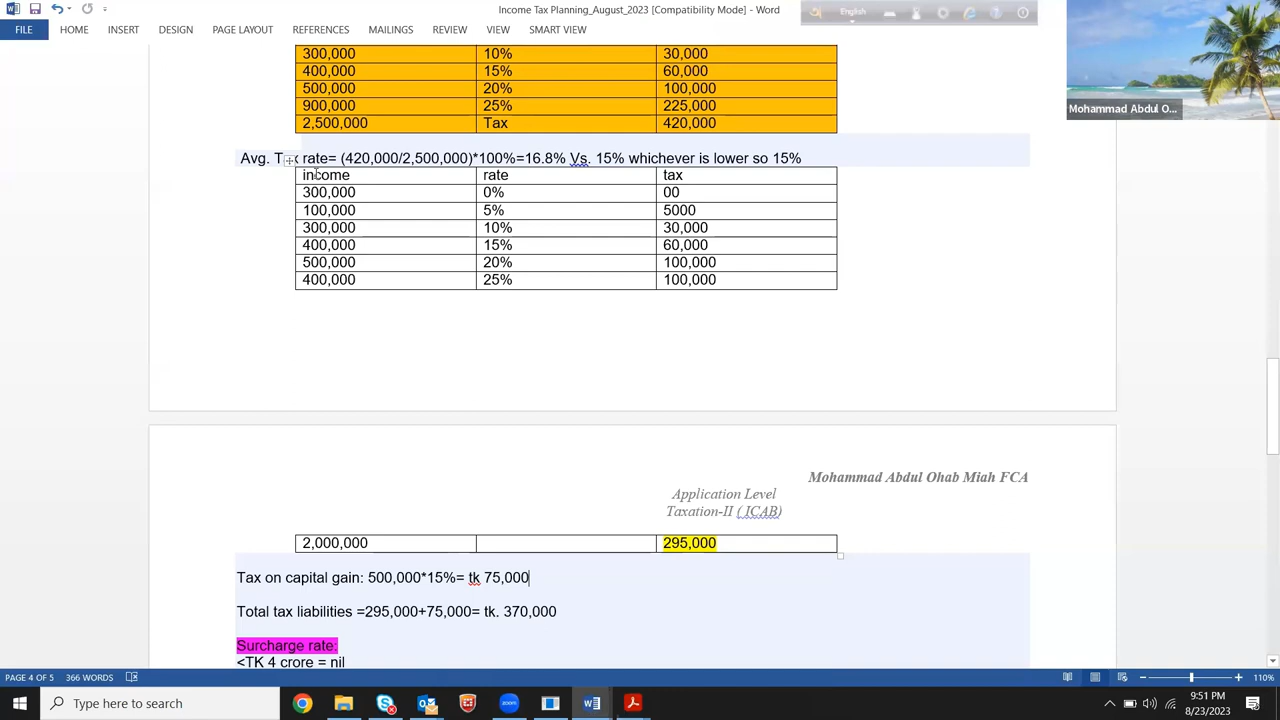 Income Tax Planning_August_2023 [Compatibility Mode] - Word
English
FILE HOME INSERT DESIGN PAGE LAYOUT REFERENCES MAILINGS REVIEW VIEW SMART VIEW
Mohammad Abdul O...
300,000 10% 30,000
400,000 15% 60,000
500,000 20% 100,000
900,000 25% 225,000
2,500,000 Tax 420,000
Avg. Tax rate= (420,000/2,500,000)*100%=16.8% Vs. 15% whichever is lower so 15%
income rate tax
300,000 0% 00
100,000 5% 5000
300,000 10% 30,000
400,000 15% 60,000
500,000 20% 100,000
400,000 25% 100,000
Mohammad Abdul Ohab Miah FCA
Application Level
Taxation-II ( ICAB)
2,000,000 295,000
Tax on capital gain: 500,000*15%= tk 75,000
Total tax liabilities =295,000+75,000= tk. 370,000
Surcharge rate:
<TK 4 crore = nil
PAGE 4 OF 5 366 WORDS 110%
Type here to search
9:51 PM
8/23/2023